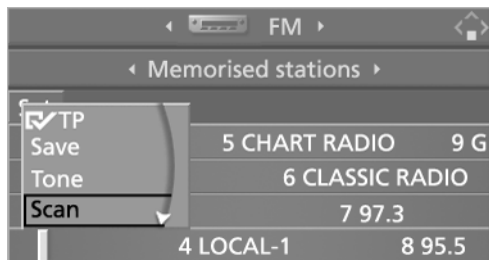 FM
Memorised stations
TP
Save
5 CHART RADIO 9 G
Tone
6 CLASSIC RADIO
Scan
7 97.3
4 LOCAL-1 8 95.5